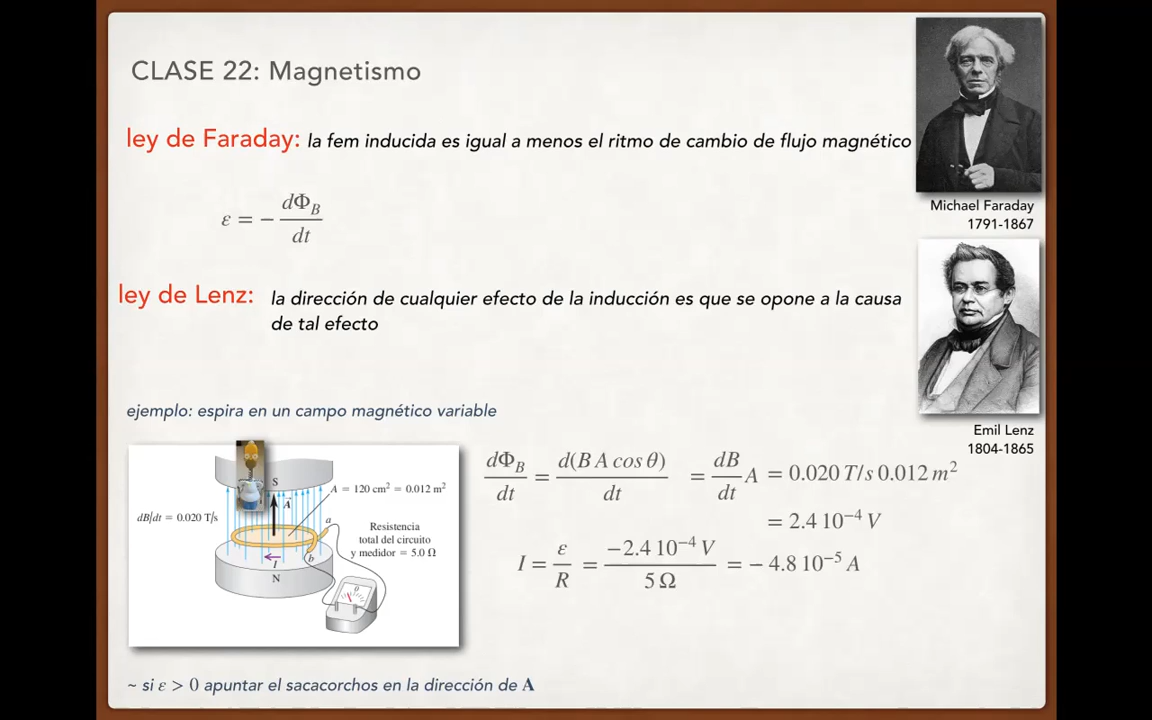 CLASE 22: Magnetismo
ley de Faraday: la fem inducida es igual a menos el ritmo de cambio de flujo magnético
Michael Faraday
1791-1867
ε = − dΦ_B / dt
ley de Lenz: la dirección de cualquier efecto de la inducción es que se opone a la causa
de tal efecto
Emil Lenz
1804-1865
ejemplo: espira en un campo magnético variable
S
A = 120 cm² = 0.012 m²
A
dB/dt = 0.020 T/s
a
Resistencia
total del circuito
y medidor = 5.0 Ω
b
I
N
0
dΦ_B / dt = d(B A cos θ) / dt = dB / dt A = 0.020 T/s 0.012 m²
= 2.4 10⁻⁴ V
I = ε / R = −2.4 10⁻⁴ V / 5 Ω = − 4.8 10⁻⁵ A
~ si ε > 0 apuntar el sacacorchos en la dirección de A